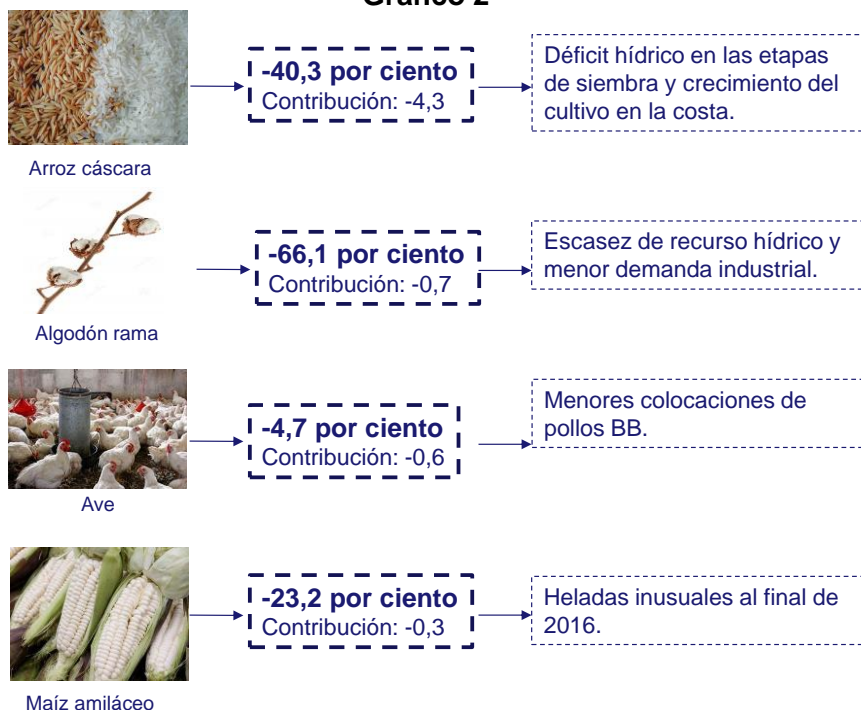 Gráfico 2
-40,3 por ciento
Contribución: -4,3
Déficit hídrico en las etapas
de siembra y crecimiento del
cultivo en la costa.
Arroz cáscara
-66,1 por ciento
Contribución: -0,7
Escasez de recurso hídrico y
menor demanda industrial.
Algodón rama
-4,7 por ciento
Contribución: -0,6
Menores colocaciones de
pollos BB.
Ave
-23,2 por ciento
Contribución: -0,3
Heladas inusuales al final de
2016.
Maíz amiláceo